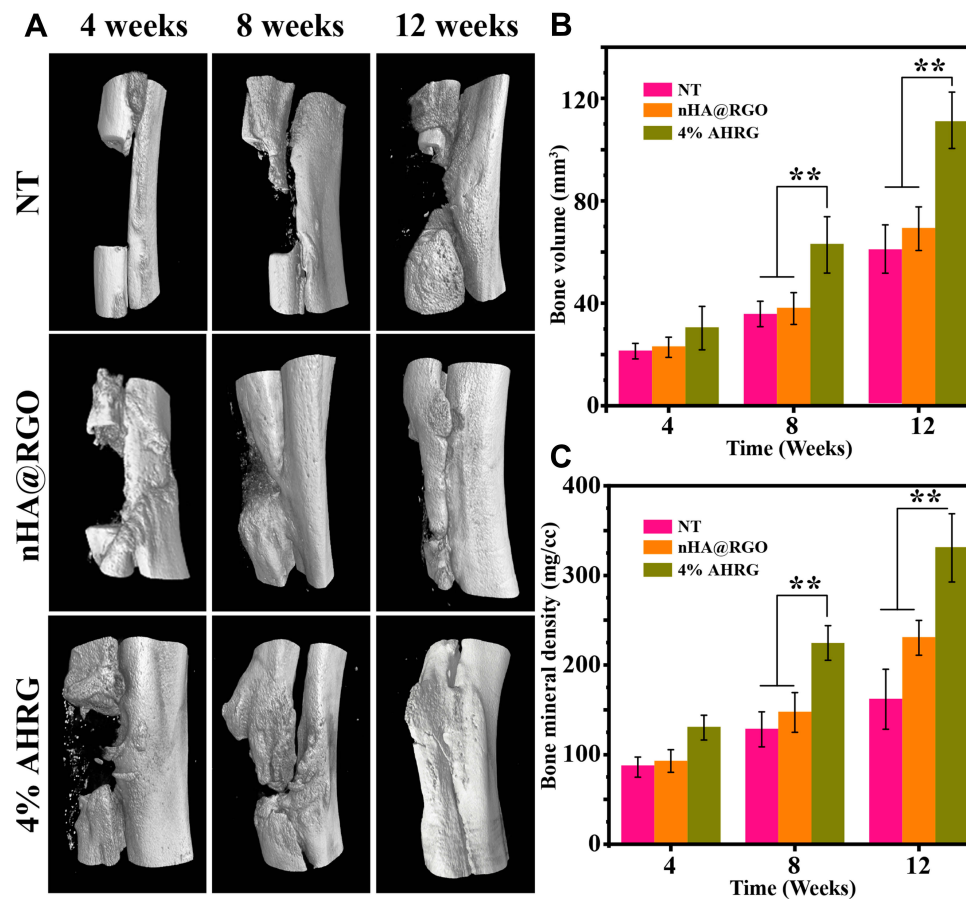 A
4 weeks
8 weeks
12 weeks
NT
nHA@RGO
4% AHRG
B
Bone volume (mm³)
120
80
40
0
NT
nHA@RGO
4% AHRG
**
**
4
8
12
Time (Weeks)
C
Bone mineral density (mg/cc)
400
300
200
100
0
NT
nHA@RGO
4% AHRG
**
**
4
8
12
Time (Weeks)